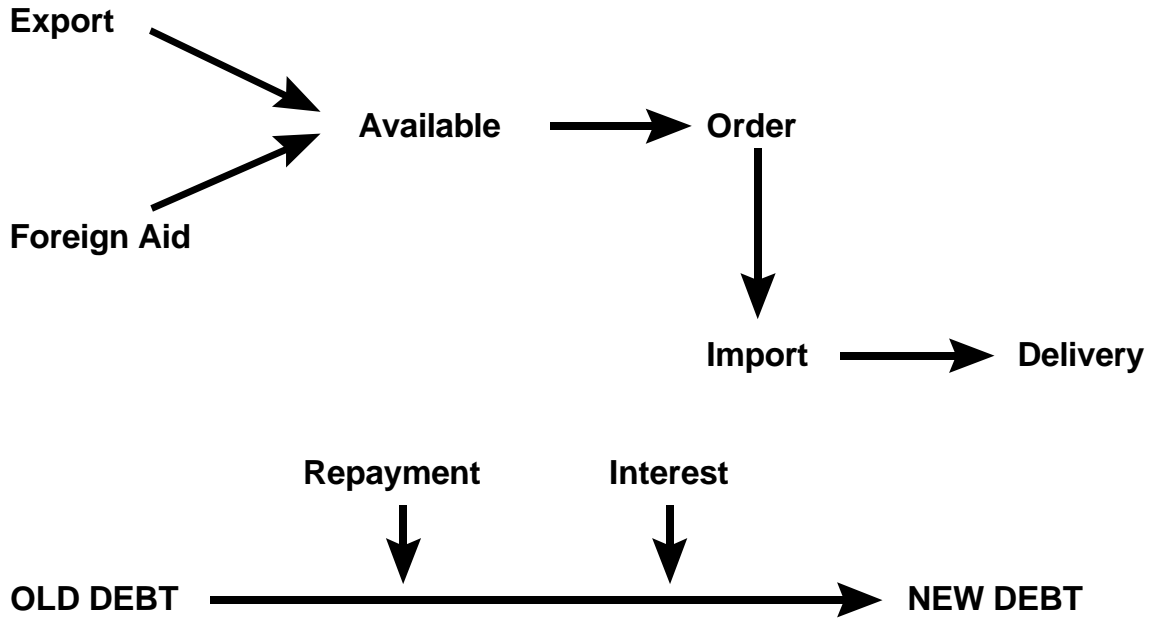 Export
Available
Order
Foreign Aid
Import
Delivery
Repayment
Interest
OLD DEBT
NEW DEBT